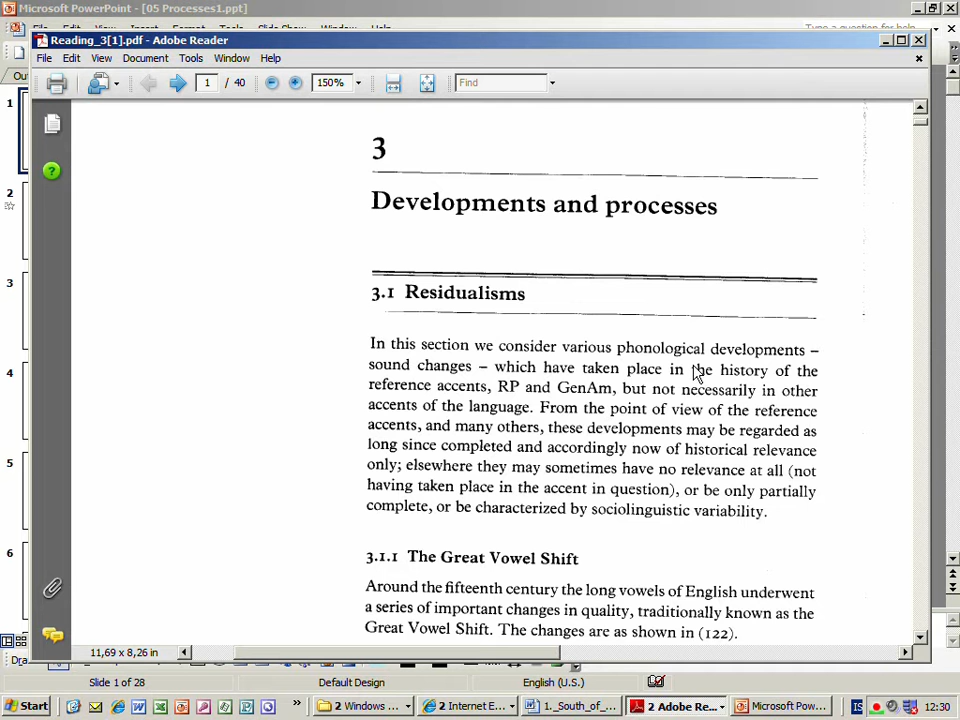 Microsoft PowerPoint - [05 Processes1.ppt]
Reading_3[1].pdf - Adobe Reader
File Edit View Document Tools Window Help
1 / 40 150% Find
1
2
3
4
5
6
3
Developments and processes
3.1 Residualisms
In this section we consider various phonological developments –
sound changes – which have taken place in the history of the
reference accents, RP and GenAm, but not necessarily in other
accents of the language. From the point of view of the reference
accents, and many others, these developments may be regarded as
long since completed and accordingly now of historical relevance
only; elsewhere they may sometimes have no relevance at all (not
having taken place in the accent in question), or be only partially
complete, or be characterized by sociolinguistic variability.
3.1.1 The Great Vowel Shift
Around the fifteenth century the long vowels of English underwent
a series of important changes in quality, traditionally known as the
Great Vowel Shift. The changes are as shown in (122).
11,69 x 8,26 in
Slide 1 of 28 Default Design English (U.S.)
Start 2 Windows ... 2 Internet E... 1._South_of_... 2 Adobe Re... Microsoft Pow... IS 12:30